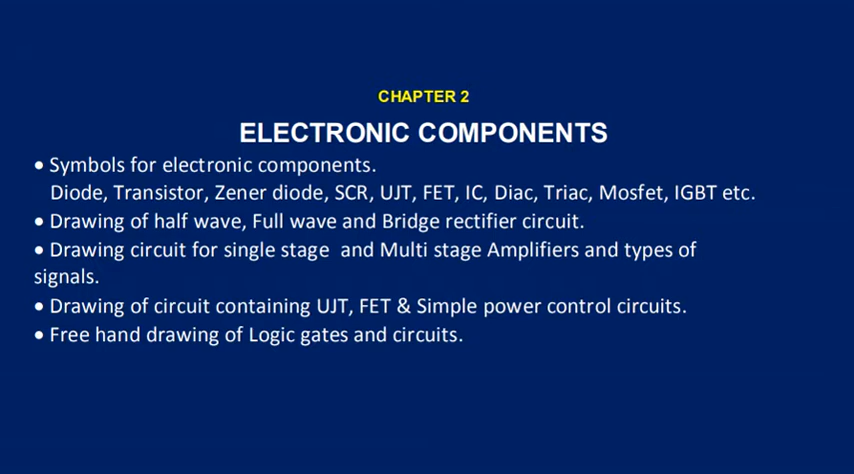 CHAPTER 2
ELECTRONIC COMPONENTS
• Symbols for electronic components.
Diode, Transistor, Zener diode, SCR, UJT, FET, IC, Diac, Triac, Mosfet, IGBT etc.
• Drawing of half wave, Full wave and Bridge rectifier circuit.
• Drawing circuit for single stage and Multi stage Amplifiers and types of
signals.
• Drawing of circuit containing UJT, FET & Simple power control circuits.
• Free hand drawing of Logic gates and circuits.